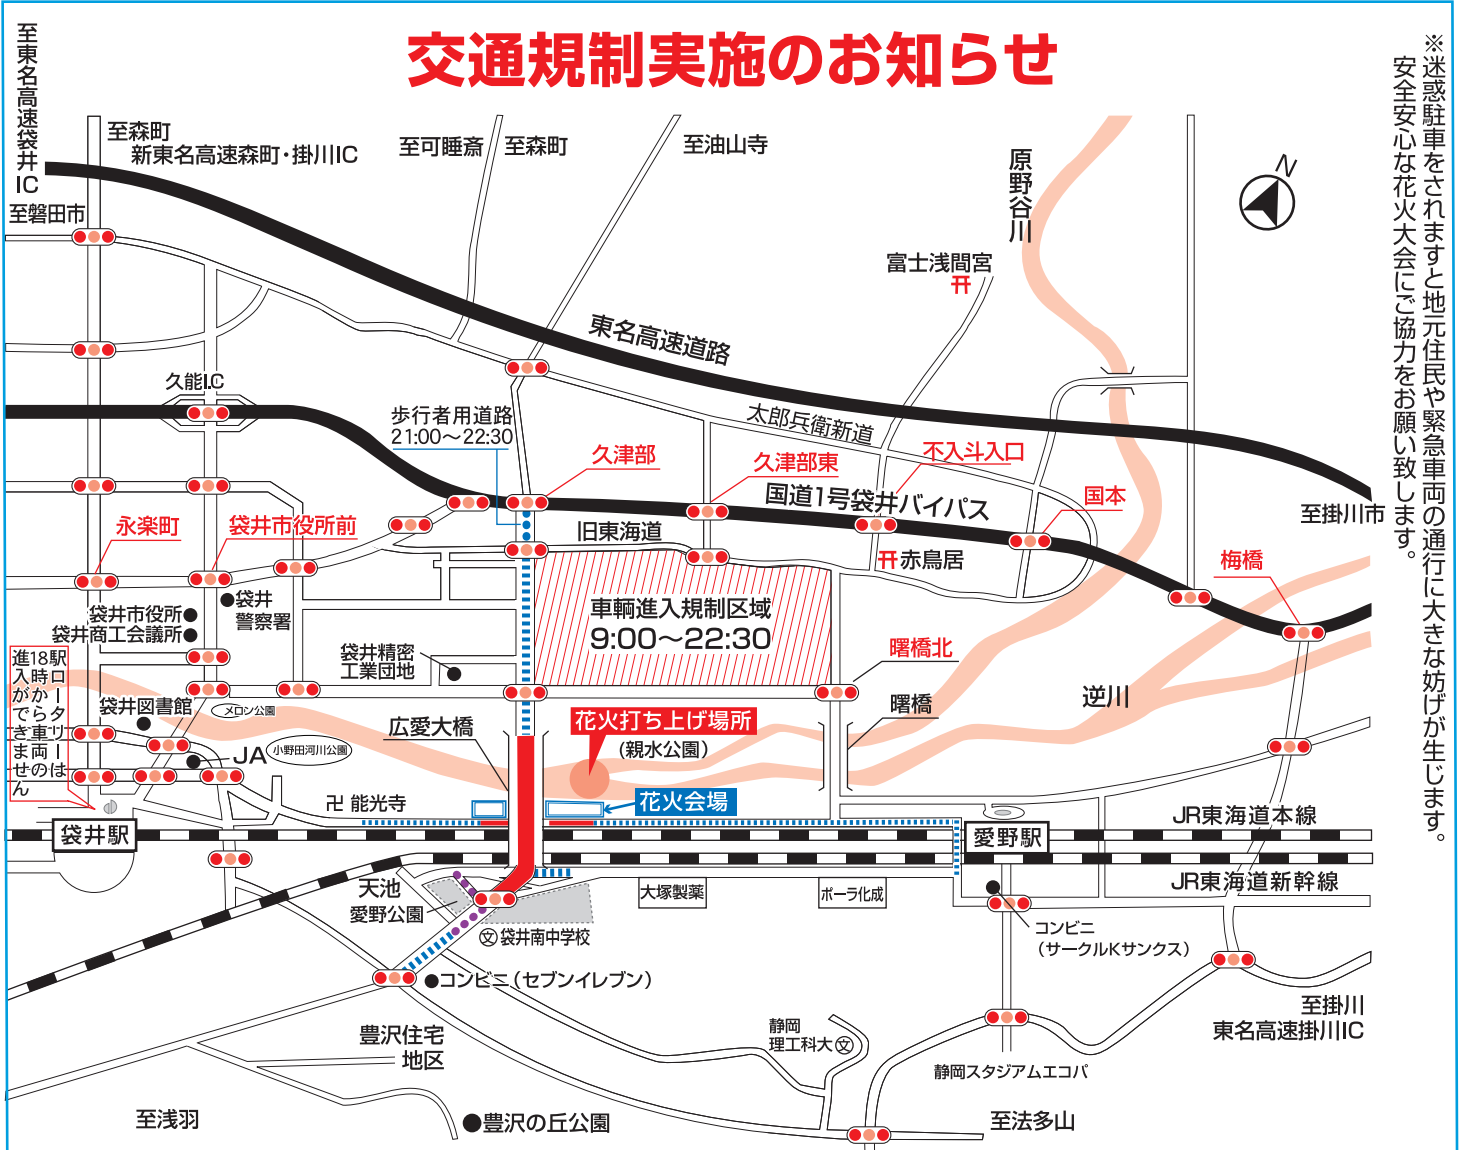 交通規制実施のお知らせ
※迷惑駐車をされますと地元住民や緊急車両の通行に大きな妨げが生じます。
安全安心な花火大会にご協力をお願い致します。
至東名高速袋井IC
至森町
新東名高速森町・掛川IC
至可睡斎
至森町
至油山寺
原野谷川
N
至磐田市
富士浅間宮
東名高速道路
久能I.C
歩行者用道路
21:00〜22:30
太郎兵衛新道
久津部
久津部東
不入斗入口
国道1号袋井バイパス
国本
至掛川市
永楽町
袋井市役所前
旧東海道
赤鳥居
梅橋
袋井市役所
袋井商工会議所
袋井
警察署
車輌進入規制区域
9:00〜22:30
袋井精密
工業団地
曙橋北
駅ロータリーへは
18時から車両の
進入ができません
袋井図書館
メロン公園
広愛大橋
花火打ち上げ場所
(親水公園)
曙橋
逆川
JA
小野田河川公園
卍 能光寺
花火会場
袋井駅
愛野駅
JR東海道本線
JR東海道新幹線
天池
愛野公園
大塚製薬
ポーラ化成
文 袋井南中学校
コンビニ
(サークルKサンクス)
コンビニ(セブンイレブン)
至掛川
東名高速掛川IC
豊沢住宅
地区
静岡
理工科大 文
静岡スタジアムエコパ
至浅羽
豊沢の丘公園
至法多山